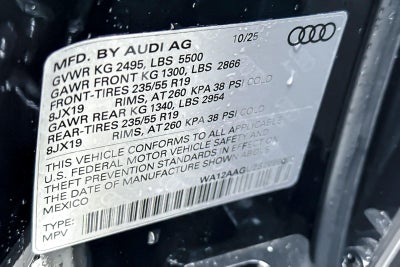 MFD. BY AUDI AG 10/25
GVWR KG 2495, LBS 5500
GAWR FRONT KG 1300, LBS 2866
FRONT-TIRES 235/55 R19
8JX19 RIMS, AT 260 KPA 38 PSI COLD
GAWR REAR KG 1340, LBS 2954
REAR-TIRES 235/55 R19
8JX19 RIMS, AT 260 KPA 38 PSI COLD
THIS VEHICLE CONFORMS TO ALL APPLICABLE
U.S. FEDERAL MOTOR VEHICLE SAFETY AND
THEFT PREVENTION STANDARDS IN EFFECT ON
THE DATE OF MANUFACTURE SHOWN ABOVE
MEXICO
TYPE:
MPV